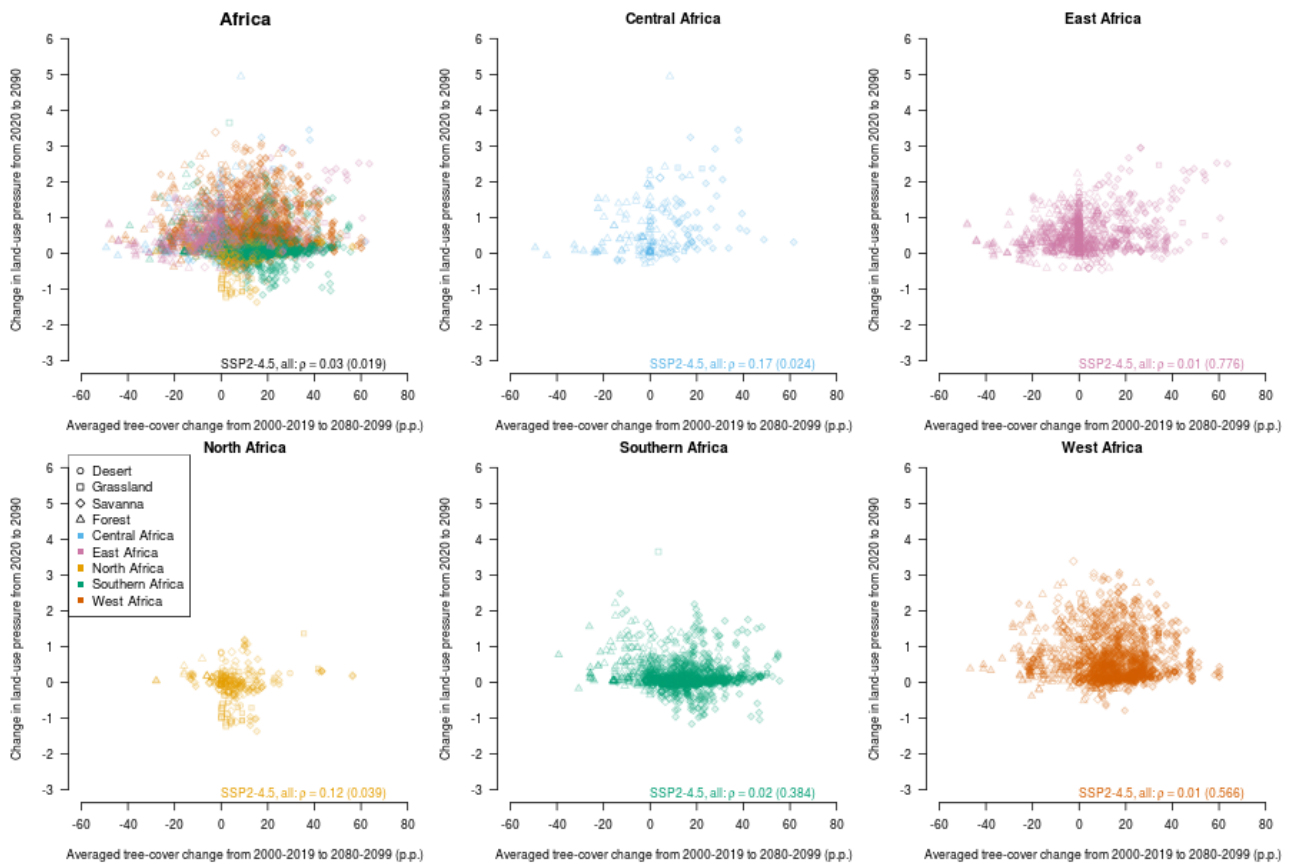 Africa
Central Africa
East Africa
6
5
4
3
2
1
0
-1
-2
-3
Change in land-use pressure from 2020 to 2090
SSP2-4.5, all: ρ = 0.03 (0.019)
-60 -40 -20 0 20 40 60 80
Averaged tree-cover change from 2000-2019 to 2080-2099 (p.p.)
6
5
4
3
2
1
0
-1
-2
-3
Change in land-use pressure from 2020 to 2090
SSP2-4.5, all: ρ = 0.17 (0.024)
-60 -40 -20 0 20 40 60 80
Averaged tree-cover change from 2000-2019 to 2080-2099 (p.p.)
6
5
4
3
2
1
0
-1
-2
-3
Change in land-use pressure from 2020 to 2090
SSP2-4.5, all: ρ = 0.01 (0.776)
-60 -40 -20 0 20 40 60 80
Averaged tree-cover change from 2000-2019 to 2080-2099 (p.p.)
North Africa
Southern Africa
West Africa
6
5
4
3
2
1
0
-1
-2
-3
Change in land-use pressure from 2020 to 2090
Desert
Grassland
Savanna
Forest
Central Africa
East Africa
North Africa
Southern Africa
West Africa
SSP2-4.5, all: ρ = 0.12 (0.039)
-60 -40 -20 0 20 40 60 80
Averaged tree-cover change from 2000-2019 to 2080-2099 (p.p.)
6
5
4
3
2
1
0
-1
-2
-3
Change in land-use pressure from 2020 to 2090
SSP2-4.5, all: ρ = 0.02 (0.384)
-60 -40 -20 0 20 40 60 80
Averaged tree-cover change from 2000-2019 to 2080-2099 (p.p.)
6
5
4
3
2
1
0
-1
-2
-3
Change in land-use pressure from 2020 to 2090
SSP2-4.5, all: ρ = 0.01 (0.566)
-60 -40 -20 0 20 40 60 80
Averaged tree-cover change from 2000-2019 to 2080-2099 (p.p.)